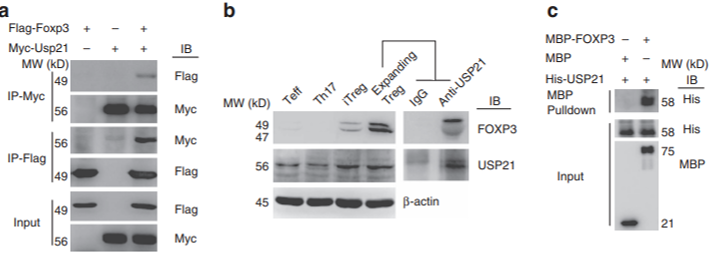 a
Flag-Foxp3 + – +
Myc-Usp21 – + + IB
MW (kD)
IP-Myc
49 Flag
56 Myc
IP-Flag
56 Myc
49 Flag
Input
49 Flag
56 Myc
b
Teff Th17 iTreg Expanding Treg IgG Anti-USP21
MW (kD) IB
49
47 FOXP3
56 USP21
45 β-actin
c
MBP-FOXP3 – +
MBP + –
His-USP21 + + MW (kD)
IB
MBP Pulldown
58 His
Input
58 His
75
MBP
21